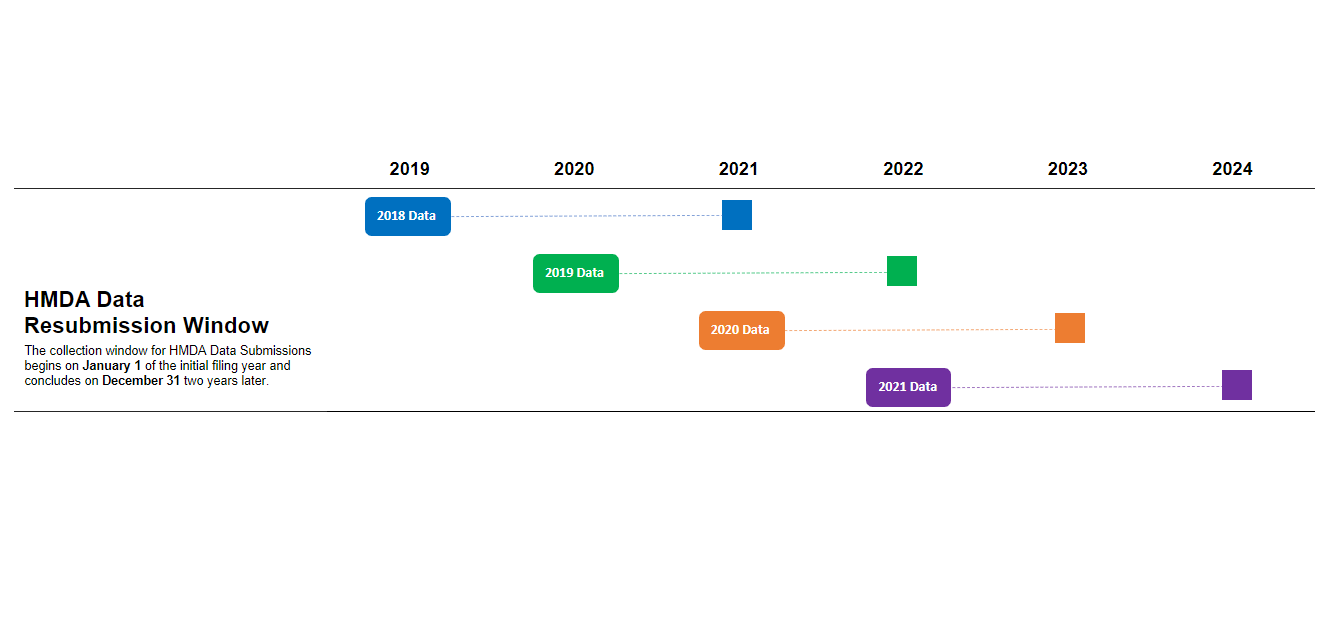 2019 2020 2021 2022 2023 2024
2018 Data
2019 Data
HMDA Data
Resubmission Window
2020 Data
The collection window for HMDA Data Submissions
begins on January 1 of the initial filing year and
concludes on December 31 two years later.
2021 Data